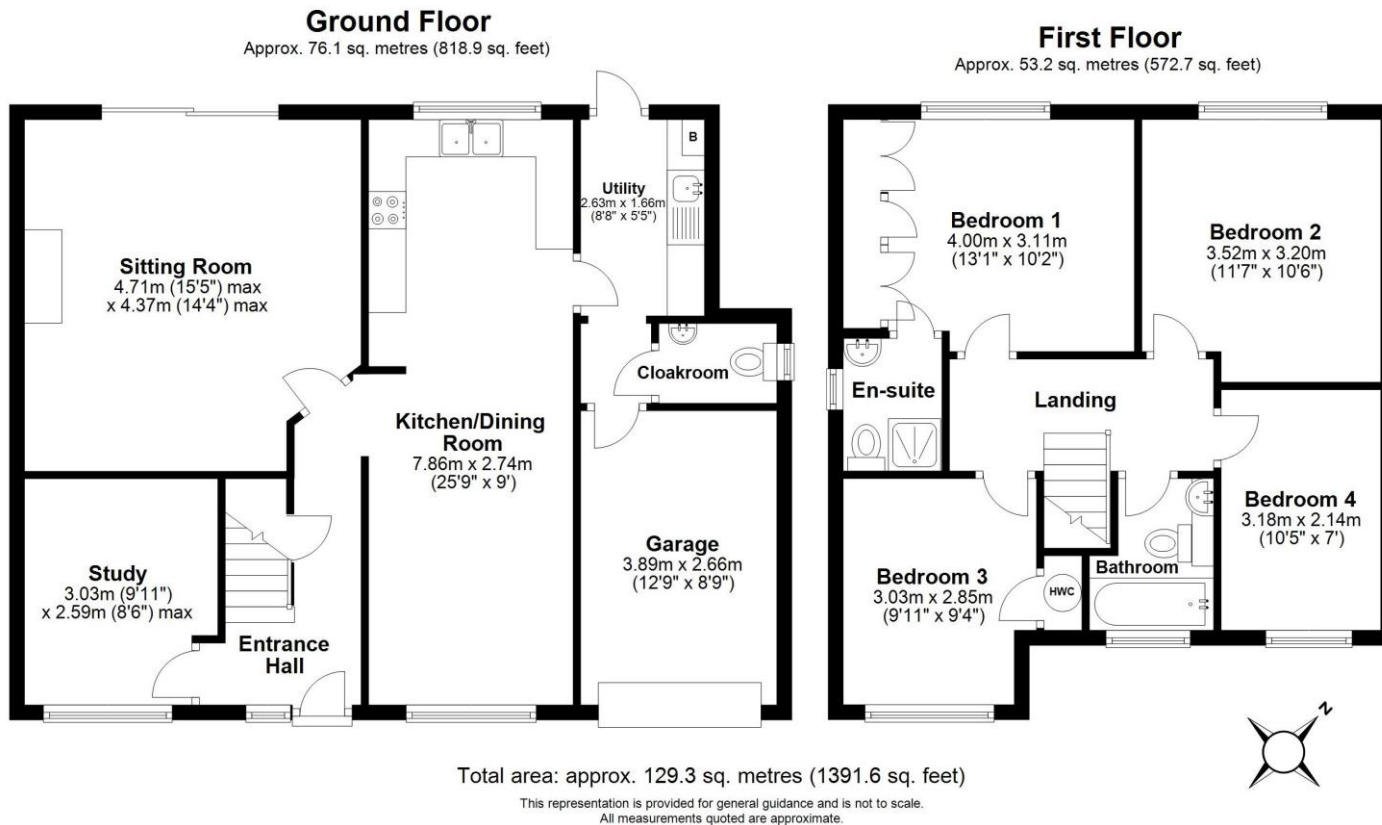 Ground Floor
Approx. 76.1 sq. metres (818.9 sq. feet)
First Floor
Approx. 53.2 sq. metres (572.7 sq. feet)
Sitting Room
4.71m (15'5") max
x 4.37m (14'4") max
Utility
2.63m x 1.66m
(8'8" x 5'5")
B
Cloakroom
Kitchen/Dining
Room
7.86m x 2.74m
(25'9" x 9')
Study
3.03m (9'11")
x 2.59m (8'6") max
Entrance
Hall
Garage
3.89m x 2.66m
(12'9" x 8'9")
Bedroom 1
4.00m x 3.11m
(13'1" x 10'2")
Bedroom 2
3.52m x 3.20m
(11'7" x 10'6")
En-suite
Landing
Bedroom 3
3.03m x 2.85m
(9'11" x 9'4")
HWC
Bathroom
Bedroom 4
3.18m x 2.14m
(10'5" x 7')
N
Total area: approx. 129.3 sq. metres (1391.6 sq. feet)
This representation is provided for general guidance and is not to scale.
All measurements quoted are approximate.